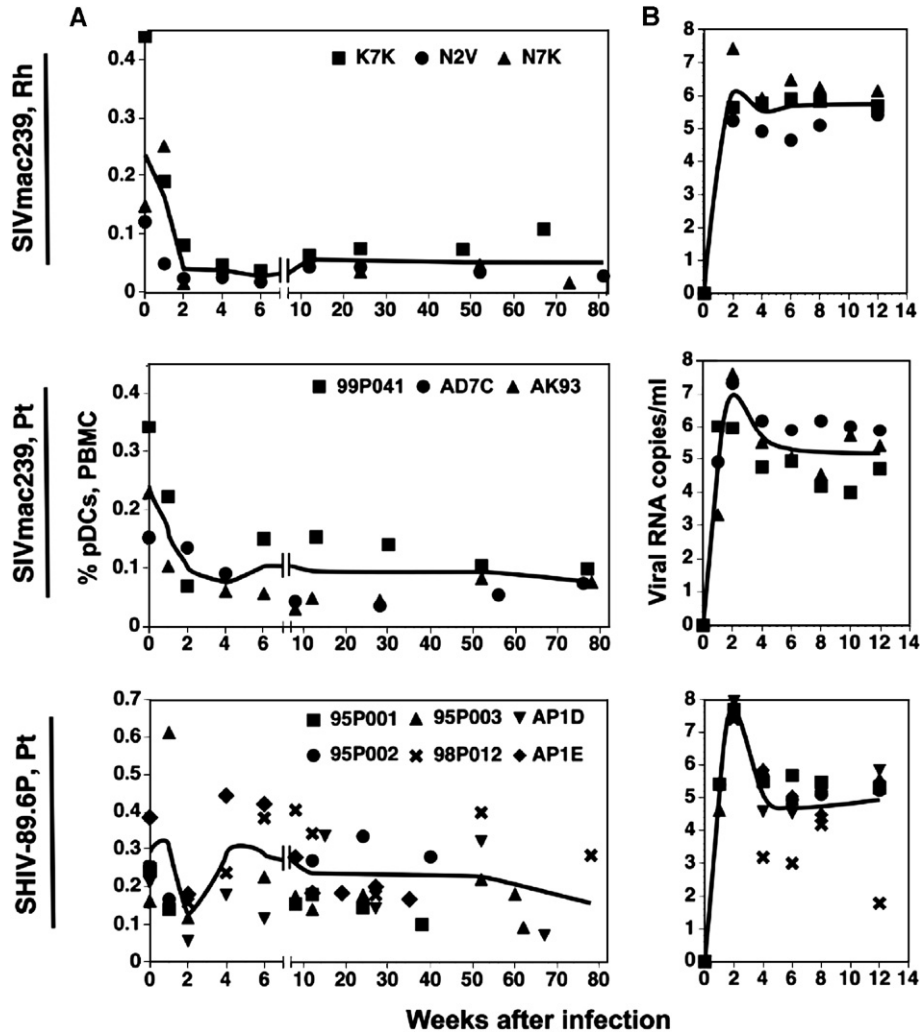 A
B
SIVmac239, Rh
0.4
0.3
0.2
0.1
0
K7K N2V N7K
0 2 4 6 20 30 40 50 60 70 80
8
7
6
5
4
3
2
1
0
0 2 4 6 8 10 12 14
SIVmac239, Pt
% pDCs, PBMC
0.4
0.3
0.2
0.1
0
99P041 AD7C AK93
0 2 4 6 10 20 30 40 50 60 70 80
Viral RNA copies/ml
8
7
6
5
4
3
2
1
0
0 2 4 6 8 10 12 14
SHIV-89.6P, Pt
0.7
0.6
0.5
0.4
0.3
0.2
0.1
0
95P001 95P003 AP1D
95P002 98P012 AP1E
0 2 4 6 10 20 30 40 50 60 70 80
8
7
6
5
4
3
2
1
0
0 2 4 6 8 10 12 14
Weeks after infection